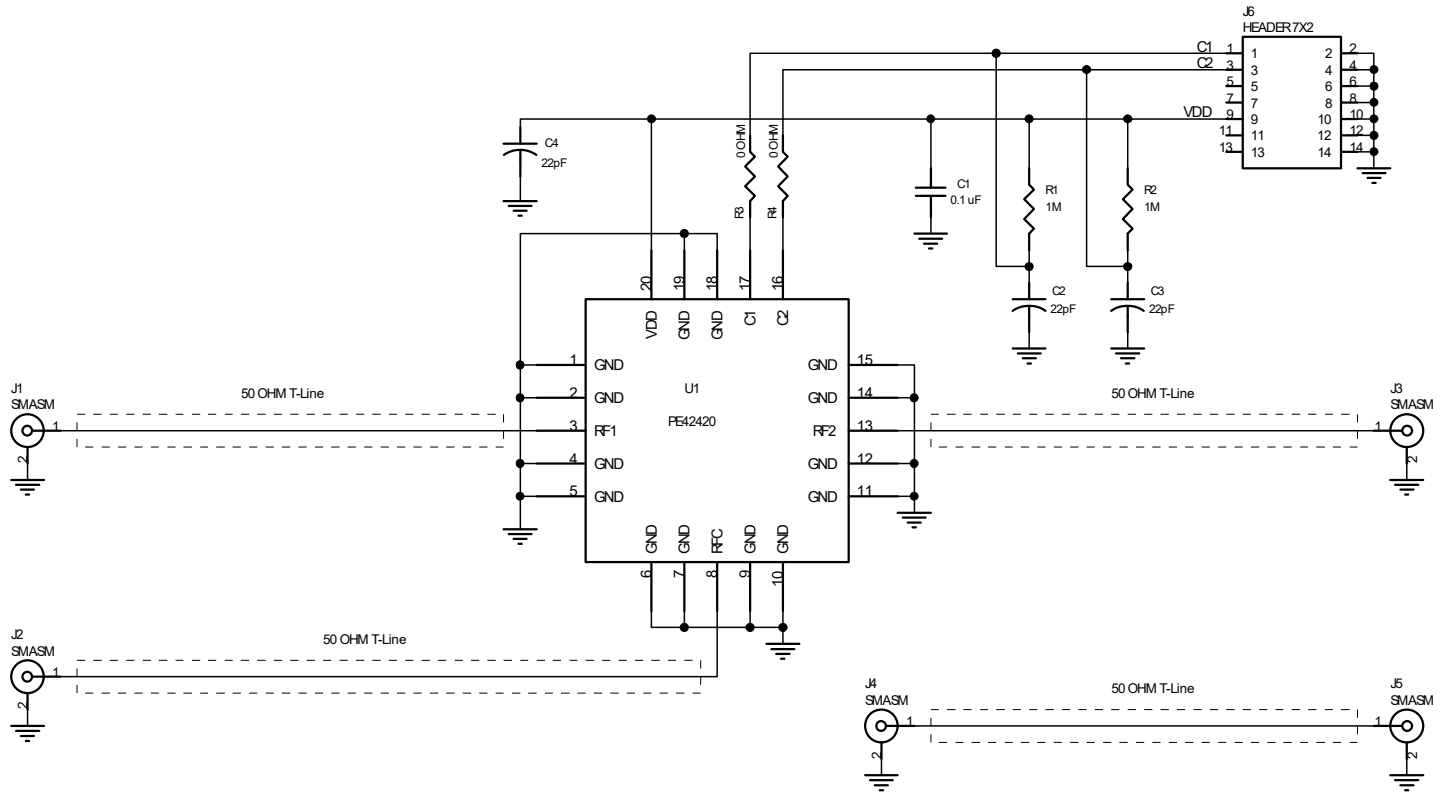 J6
HEADER 7X2
C1 1 1 2 2
C2 3 3 4 4
5 5 6 6
7 7 8 8
VDD 9 9 10 10
11 11 12 12
13 13 14 14
C4
22pF
0 OHM
0 OHM
R3
R4
C1
0.1 uF
R1
1M
R2
1M
C2
22pF
C3
22pF
20
19
18
17
16
VDD
GND
GND
C1
C2
1 GND
2 GND
3 RF1
4 GND
5 GND
U1
PE42420
GND 15
GND 14
RF2 13
GND 12
GND 11
GND
GND
RFC
GND
GND
6
7
8
9
10
J1
SMASM
1
2
50 OHM T-Line
50 OHM T-Line
J3
SMASM
1
2
J2
SMASM
1
2
50 OHM T-Line
J4
SMASM
1
2
50 OHM T-Line
J5
SMASM
1
2